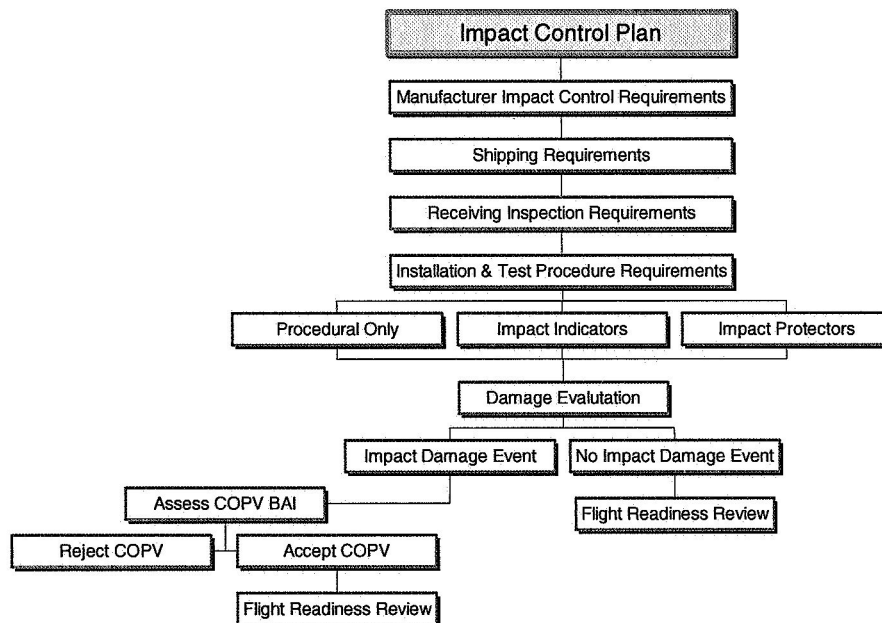 Impact Control Plan
Manufacturer Impact Control Requirements
Shipping Requirements
Receiving Inspection Requirements
Installation & Test Procedure Requirements
Procedural Only
Impact Indicators
Impact Protectors
Damage Evalutation
Impact Damage Event
No Impact Damage Event
Assess COPV BAI
Flight Readiness Review
Reject COPV
Accept COPV
Flight Readiness Review